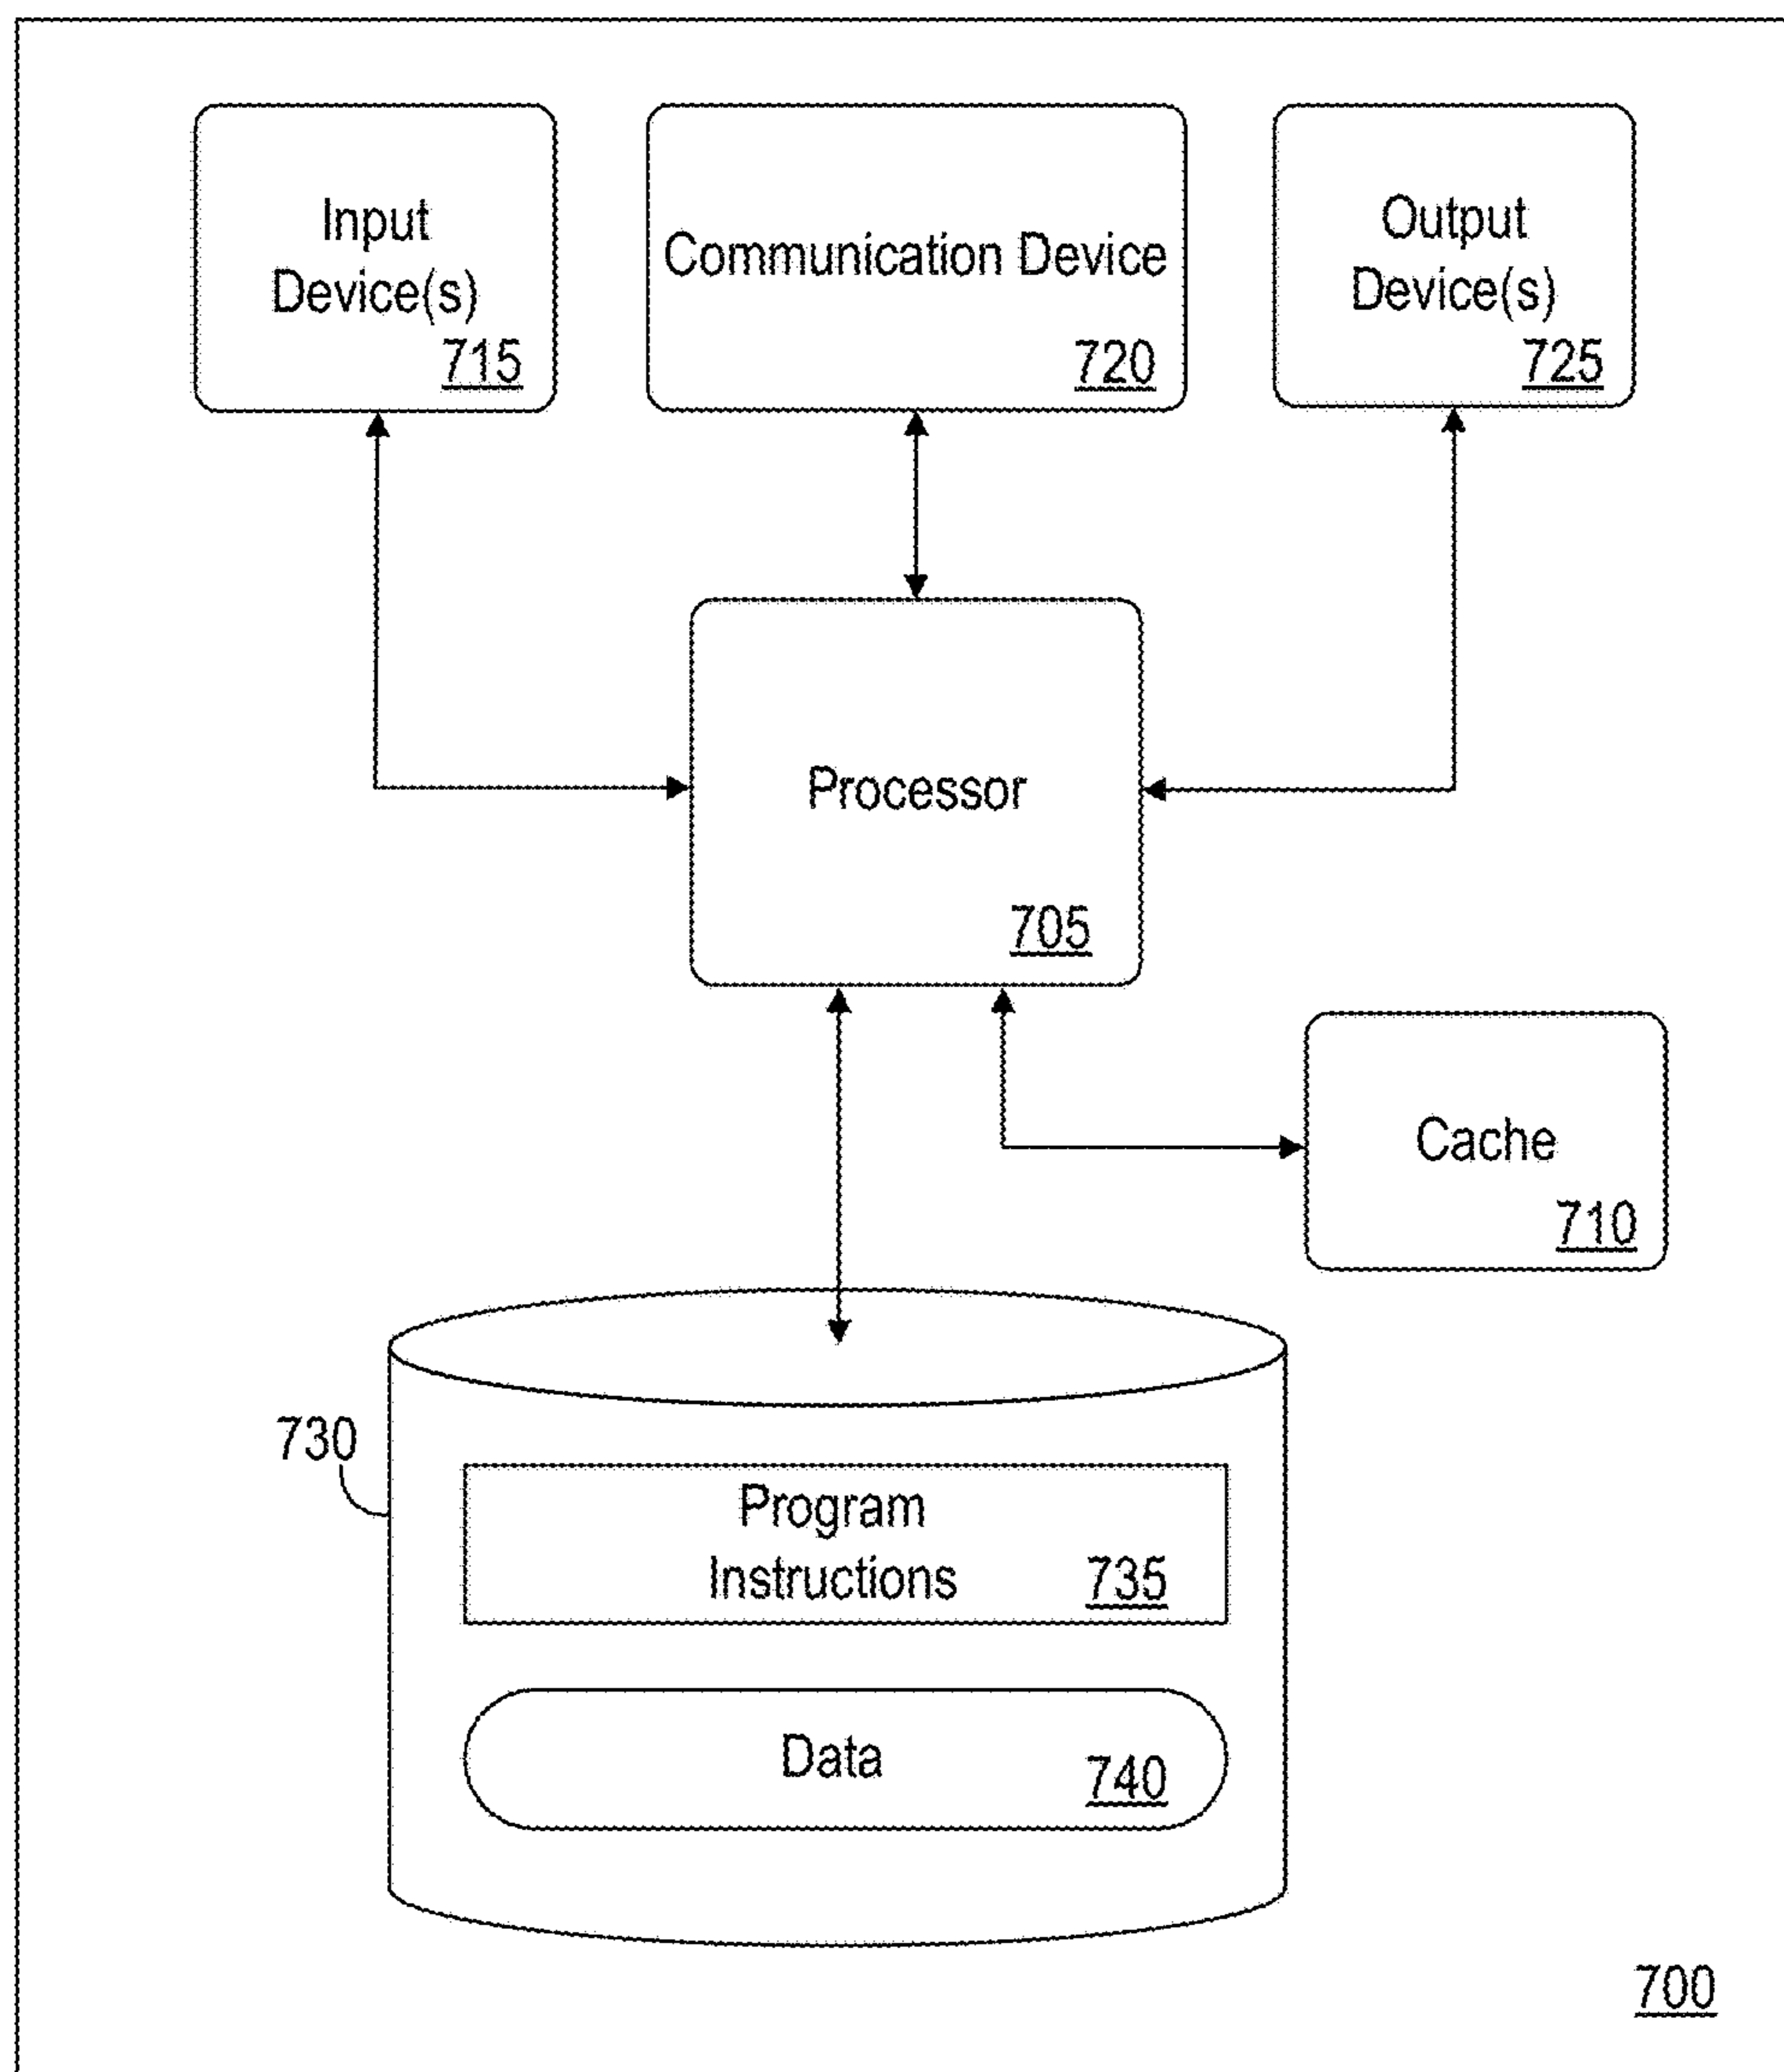 Input
Device(s)
715
Communication Device
720
Output
Device(s)
725
Processor
705
Cache
710
730
Program
Instructions 735
Data 740
700